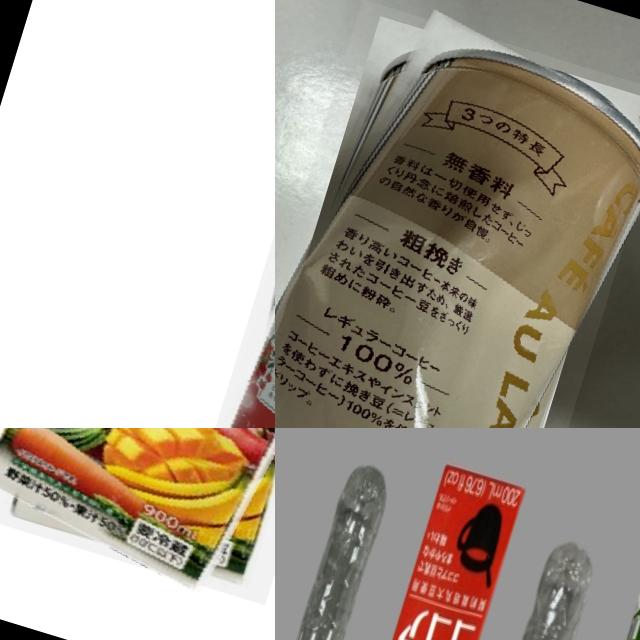 3つの特長
無香料
香料は一切使用せず、じっ
くり丹念に焙煎したコーヒー
の自然な香りが自慢。
粗挽き
香り高いコーヒー本来の味
わいを引き出すため、厳選
されたコーヒー豆をざっくり
粗めに粉砕。
レギュラーコーヒー
100%
コーヒーエキスやインスタント
を使わずに挽き豆(=レ
ラーコーヒー)100%を
リップ。
CAFÉ AU LA
野菜汁50%+果汁50%
900ml
要冷蔵
200mL (6.76 fl oz)